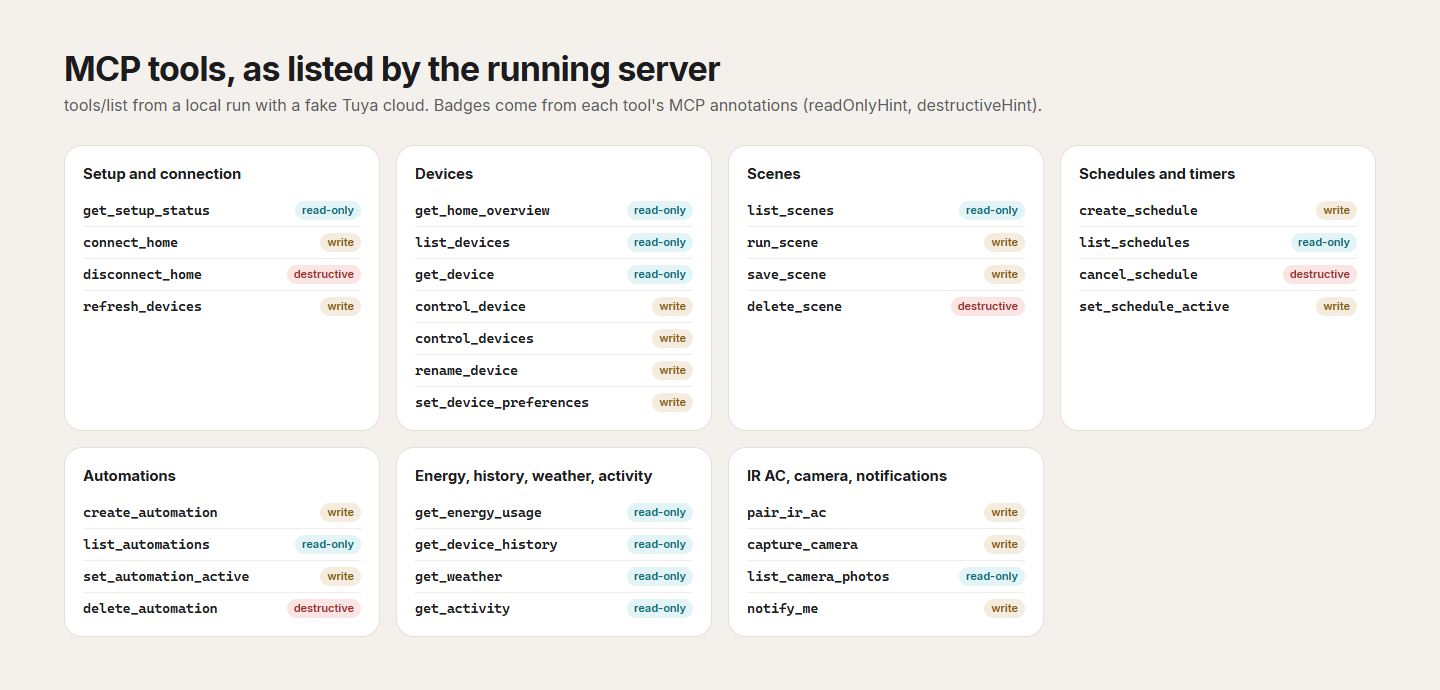 MCP tools, as listed by the running server
tools/list from a local run with a fake Tuya cloud. Badges come from each tool's MCP annotations (readOnlyHint, destructiveHint).
Setup and connection
get_setup_status read-only
connect_home write
disconnect_home destructive
refresh_devices write
Devices
get_home_overview read-only
list_devices read-only
get_device read-only
control_device write
control_devices write
rename_device write
set_device_preferences write
Scenes
list_scenes read-only
run_scene write
save_scene write
delete_scene destructive
Schedules and timers
create_schedule write
list_schedules read-only
cancel_schedule destructive
set_schedule_active write
Automations
create_automation write
list_automations read-only
set_automation_active write
delete_automation destructive
Energy, history, weather, activity
get_energy_usage read-only
get_device_history read-only
get_weather read-only
get_activity read-only
IR AC, camera, notifications
pair_ir_ac write
capture_camera write
list_camera_photos read-only
notify_me write